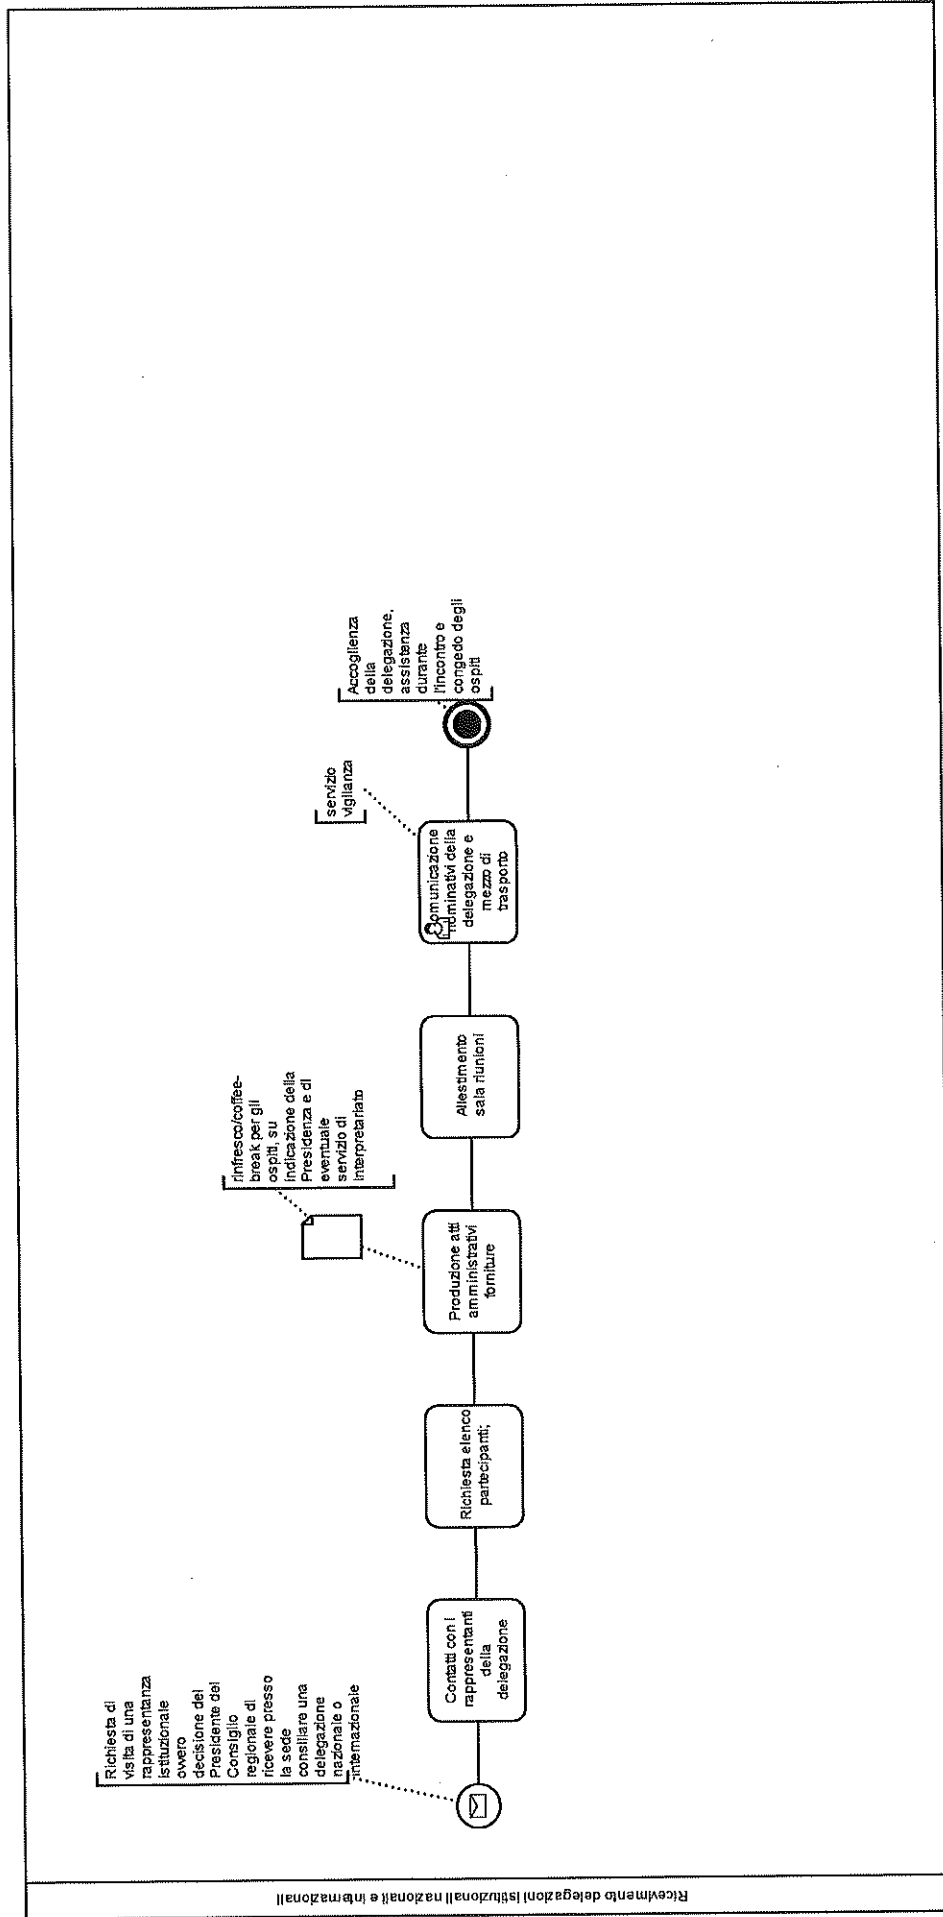 Ricevimento delegazioni istituzionali nazionali e internazionali
Richiesta di
visita di una
rappresentanza
istituzionale
ovvero
decisione del
Presidente del
Consiglio
regionale di
ricevere presso
la sede
consiliare una
delegazione
nazionale o
internazionale
Contatti con i
rappresentanti
della
delegazione
Richiesta elenco
partecipanti;
Produzione atti
amministrativi
forniture
rinfresco/coffee-
break per gli
ospiti, su
indicazione della
Presidenza e di
eventuale
servizio di
interpretariato
Allestimento
sala riunioni
Comunicazione
nominativi della
delegazione e
mezzo di
trasporto
servizio
vigilanza
Accoglienza
della
delegazione,
assistenza
durante
l'incontro e
congedo degli
ospiti